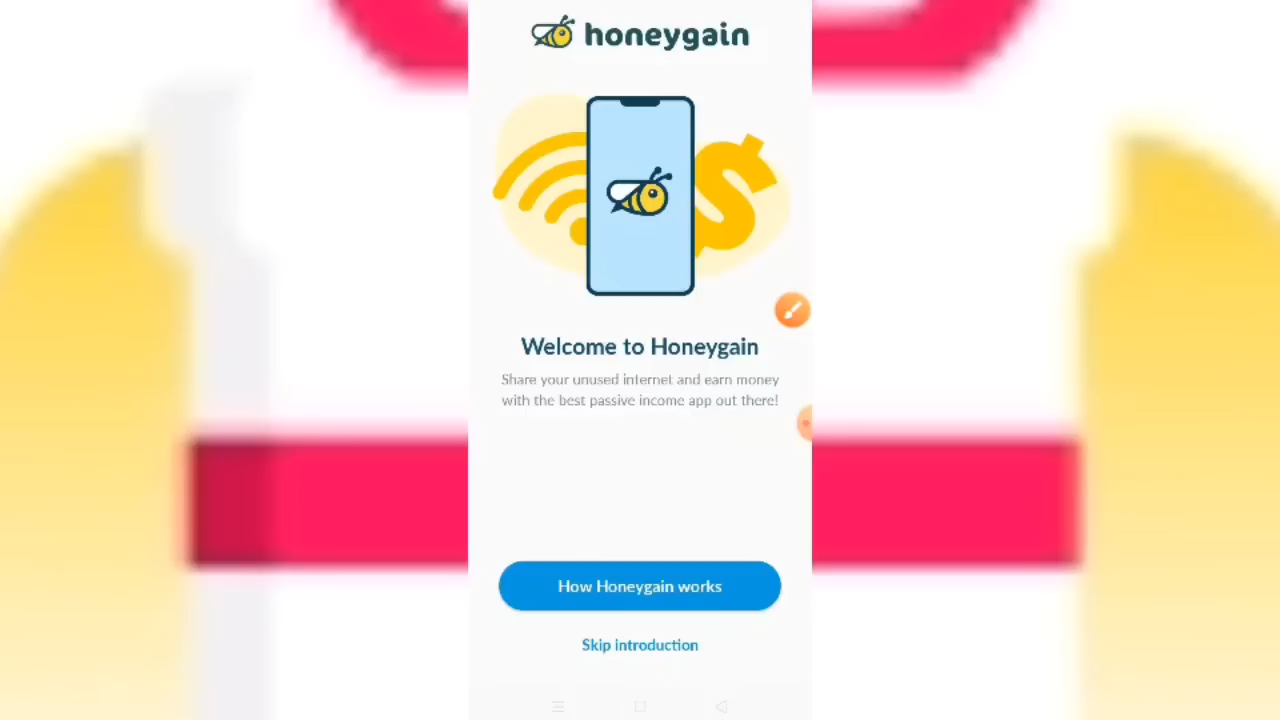 honeygain
Welcome to Honeygain
Share your unused internet and earn money
with the best passive income app out there!
How Honeygain works
Skip introduction